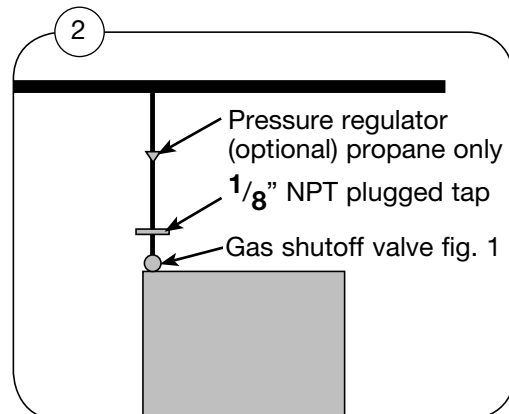 2
Pressure regulator
(optional) propane only
1/8” NPT plugged tap
Gas shutoff valve fig. 1